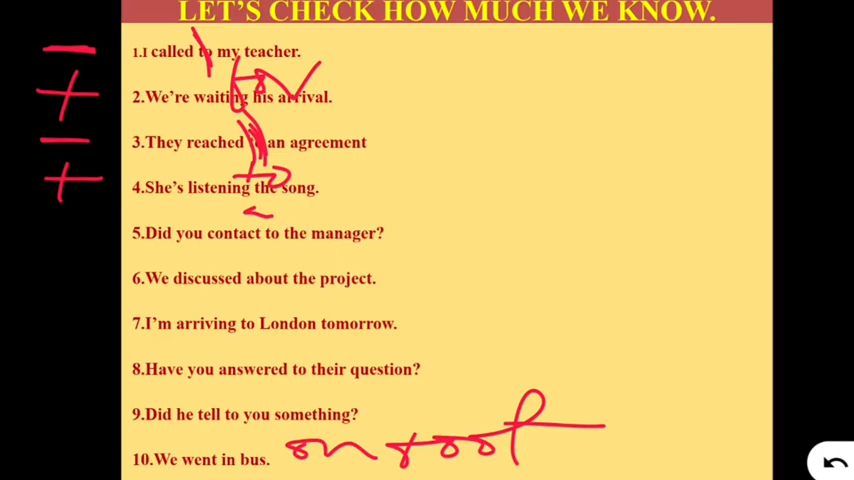 LET'S CHECK HOW MUCH WE KNOW.
1.I called to my teacher.
for
2.We're waiting his arrival.
3.They reached to an agreement
to
4.She's listening the song.
5.Did you contact to the manager?
6.We discussed about the project.
7.I'm arriving to London tomorrow.
8.Have you answered to their question?
9.Did he tell to you something?
10.We went in bus. on roof